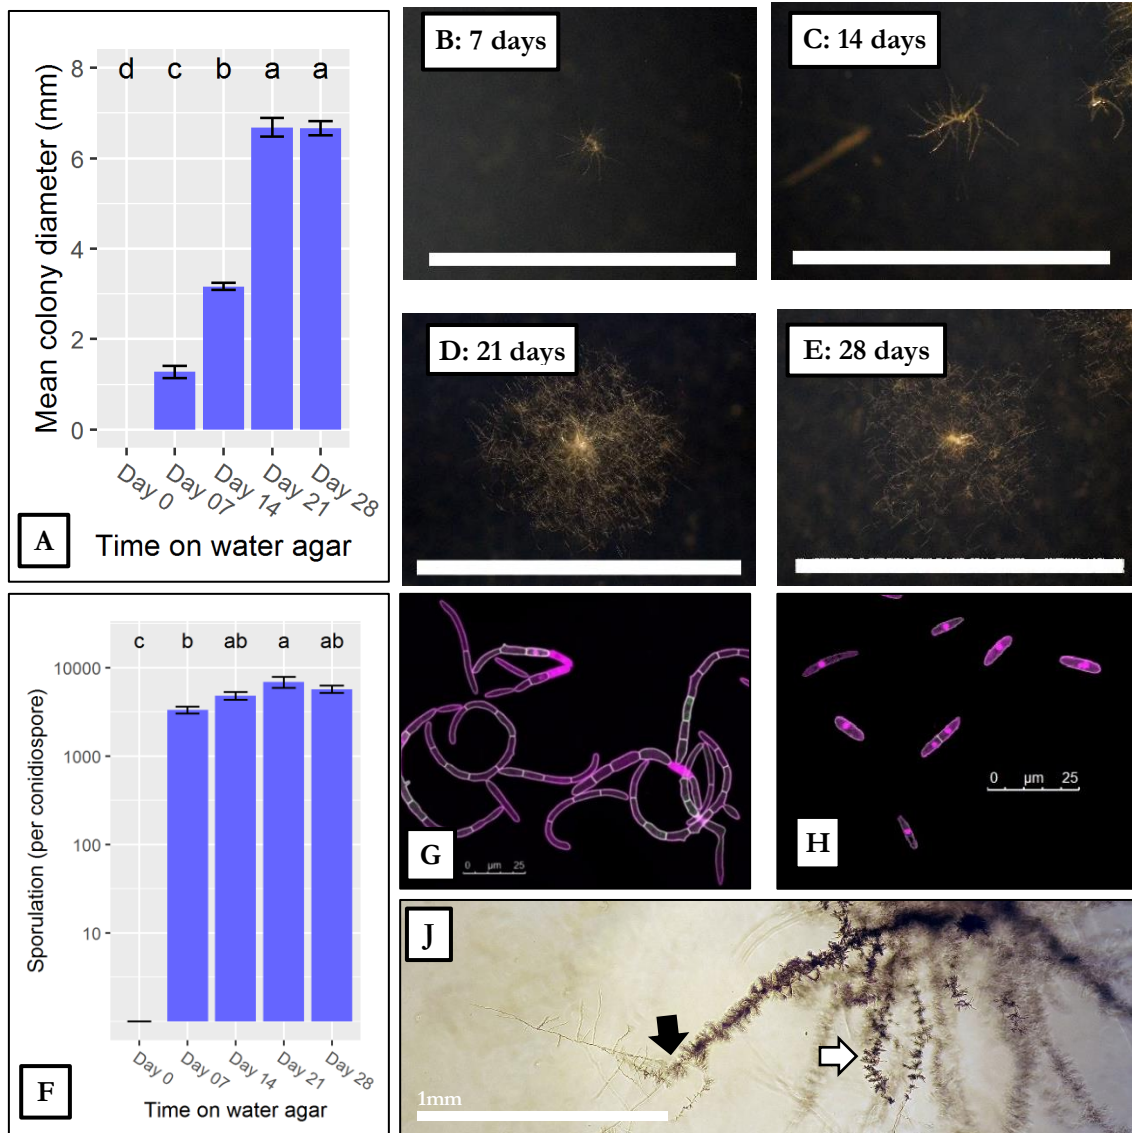 Mean colony diameter (mm)
8
6
4
2
0
d c b a a
Day 0
Day 07
Day 14
Day 21
Day 28
A
Time on water agar
B: 7 days
C: 14 days
D: 21 days
E: 28 days
Sporulation (per conidiospore)
10000
1000
100
10
c b ab a ab
Day 0
Day 07
Day 14
Day 21
Day 28
F
Time on water agar
G
0 µm 25
H
0 µm 25
J
1mm